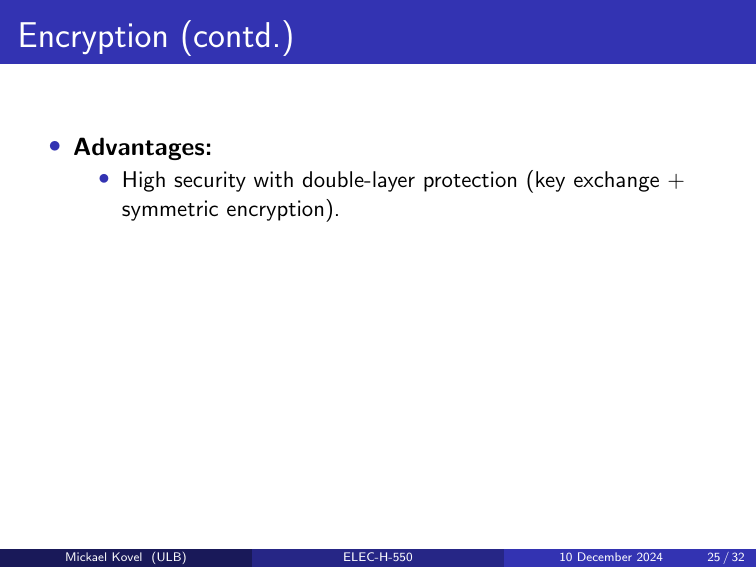 Encryption (contd.)
• Advantages:
• High security with double-layer protection (key exchange +
symmetric encryption).
Mickael Kovel (ULB) ELEC-H-550 10 December 2024 25 / 32